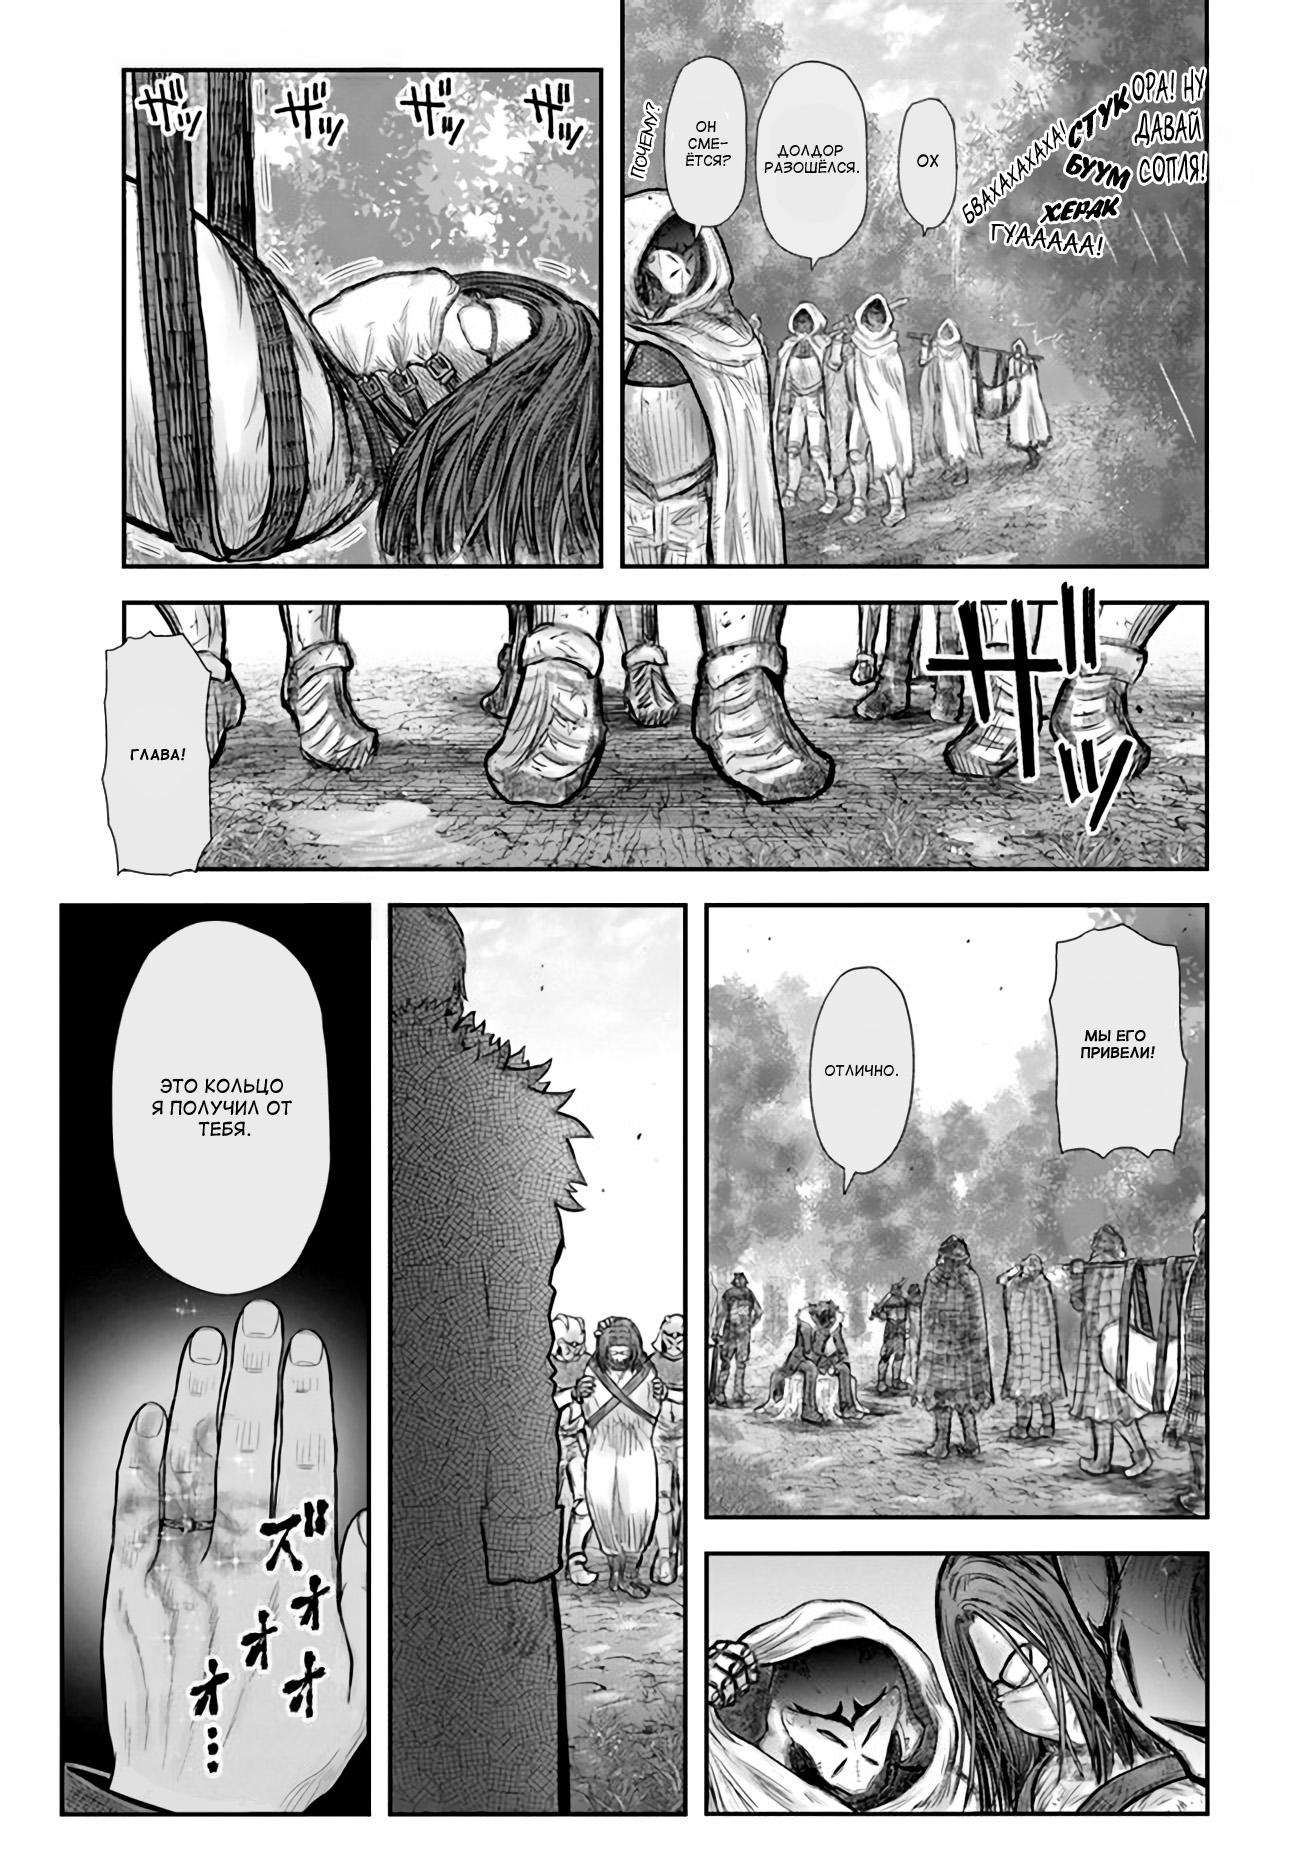 ОРА! НУ
ДАВАЙ
СОПЛЯ!
СТУК
БУУМ
ХЕРАК
БВАХАХАХАХА!
ГУААААА!
ОХ
ДОЛДОР
РАЗОШЁЛСЯ.
ОН
СМЕ-
ЁТСЯ?
ПОЧЕМУ?
ザッ
ザッ
ザッ
ザッ
ザッ
ГЛАВА!
МЫ ЕГО
ПРИВЕЛИ!
ОТЛИЧНО.
ЭТО КОЛЬЦО
Я ПОЛУЧИЛ ОТ
ТЕБЯ.
ズオオ
オオ
オ…